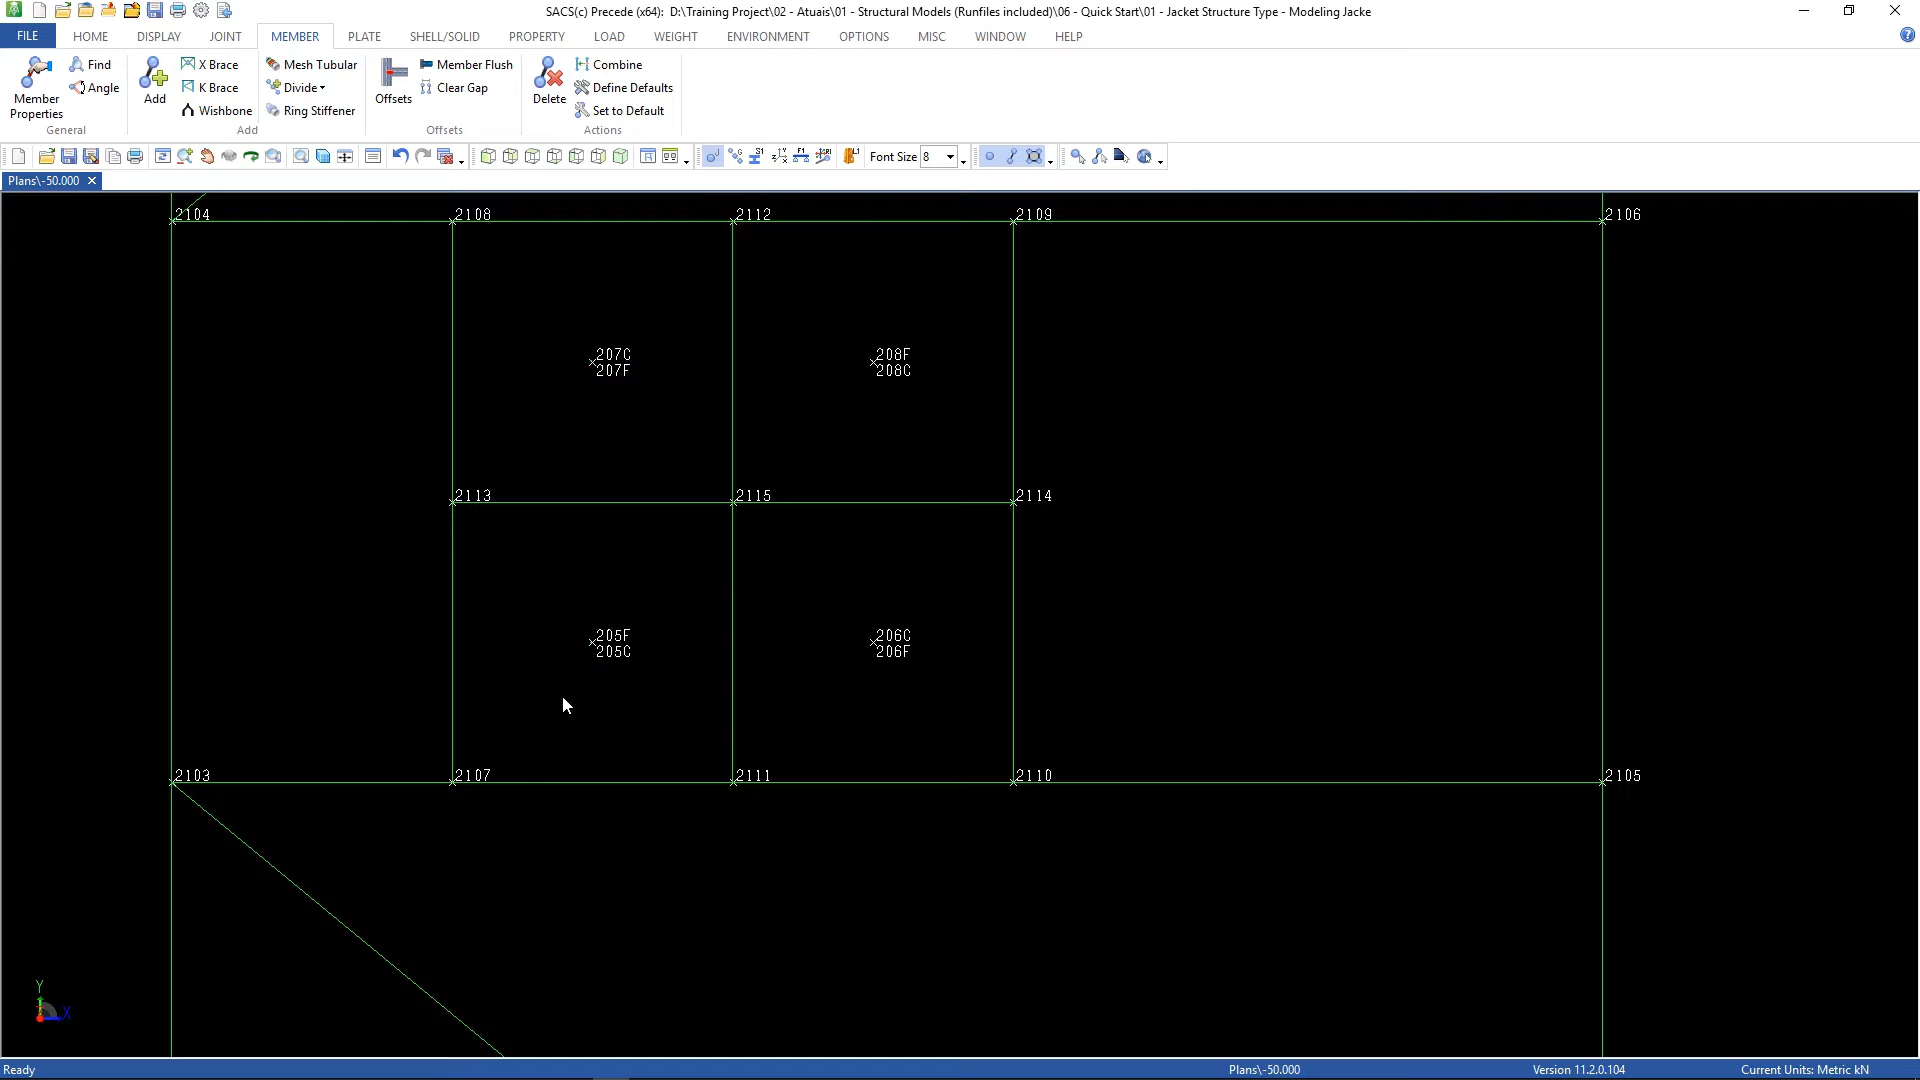 SACS(c) Precede (x64): D:\Training Project\02 - Atuais\01 - Structural Models (Runfiles included)\06 - Quick Start\01 - Jacket Structure Type - Modeling Jacke
FILE HOME DISPLAY JOINT MEMBER PLATE SHELL/SOLID PROPERTY LOAD WEIGHT ENVIRONMENT OPTIONS MISC WINDOW HELP
Member Properties
Find
Angle
General
Add
X Brace
K Brace
Wishbone
Mesh Tubular
Divide
Ring Stiffener
Add
Offsets
Member Flush
Clear Gap
Offsets
Delete
Combine
Define Defaults
Set to Default
Actions
Font Size 8
Plans\-50.000
2104 2108 2112 2109 2106
207C 208F
207F 208C
2113 2115 2114
205F 206C
205C 206F
2103 2107 2111 2110 2105
Y
X
Ready Plans\-50.000 Version 11.2.0.104 Current Units: Metric kN